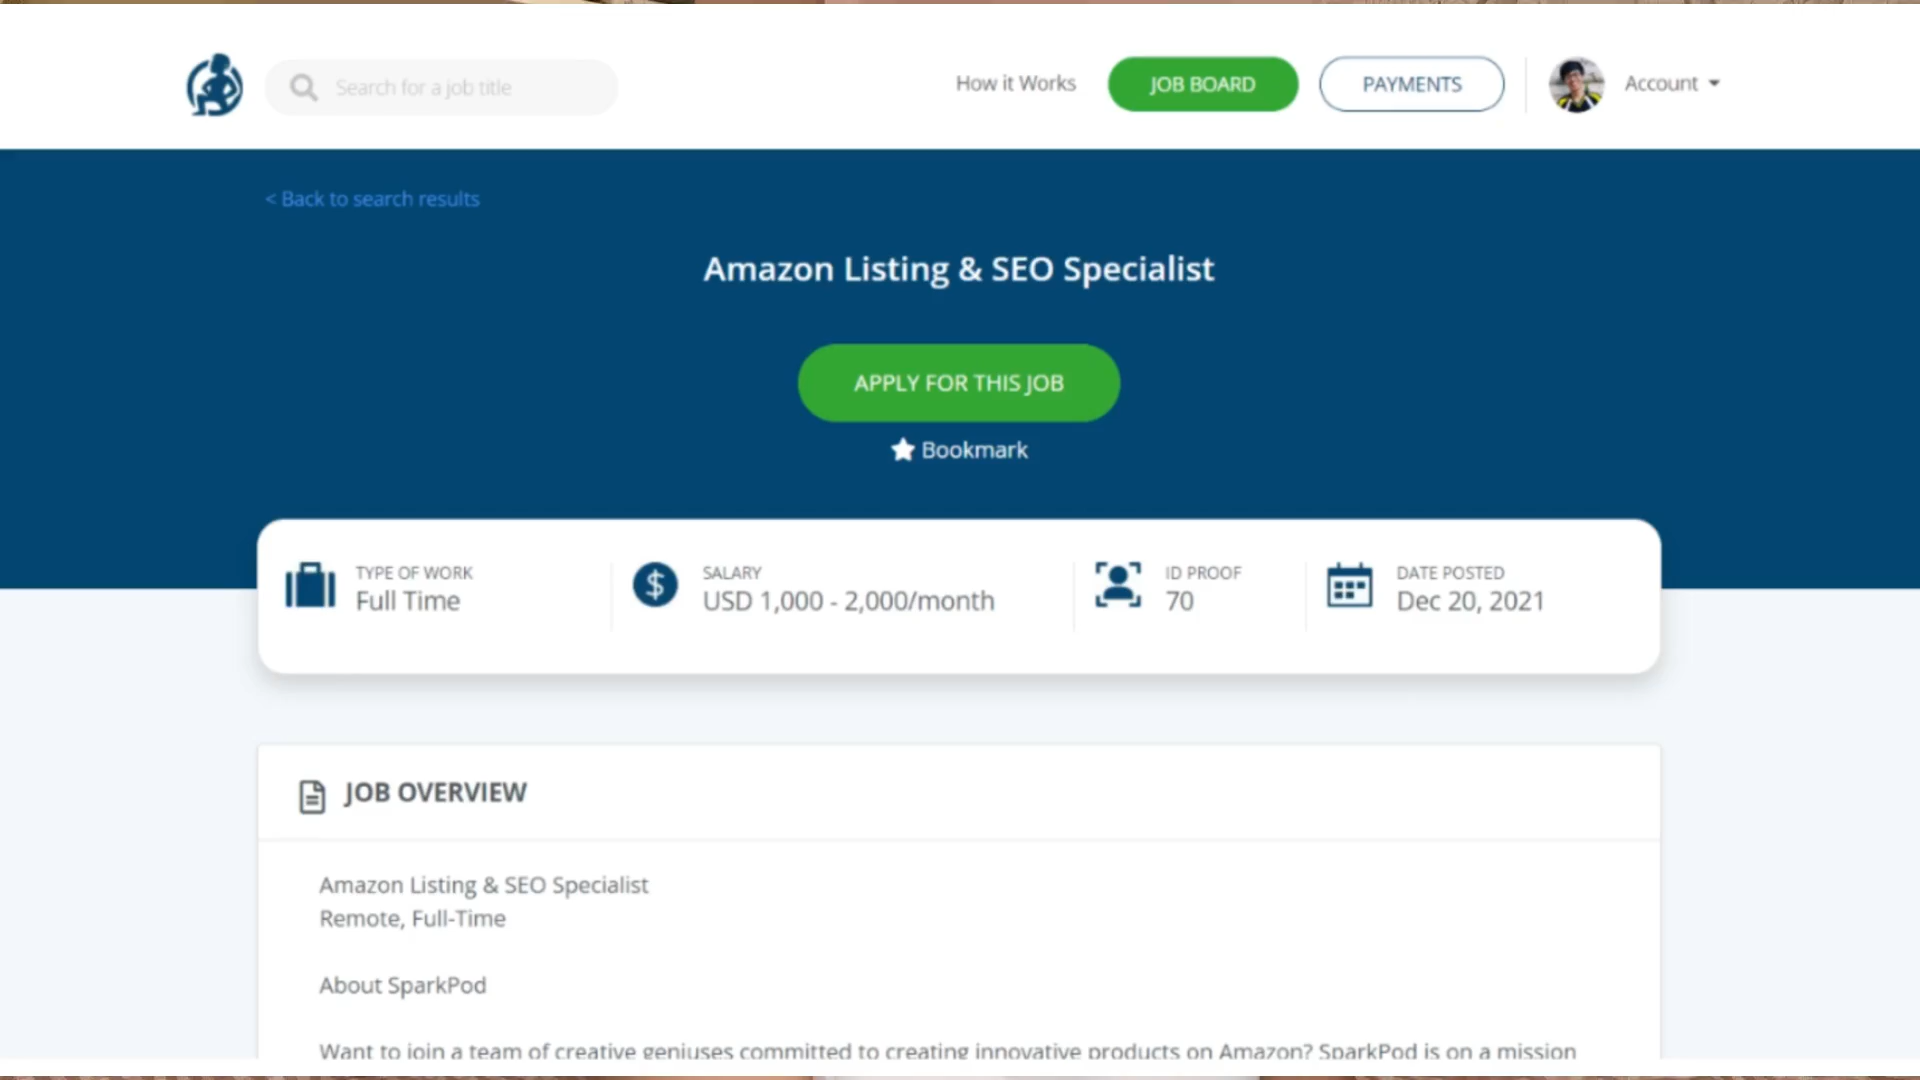 Search for a job title
How it Works
JOB BOARD
PAYMENTS
Account
< Back to search results
Amazon Listing & SEO Specialist
APPLY FOR THIS JOB
Bookmark
TYPE OF WORK
Full Time
SALARY
USD 1,000 - 2,000/month
ID PROOF
70
DATE POSTED
Dec 20, 2021
JOB OVERVIEW
Amazon Listing & SEO Specialist
Remote, Full-Time
About SparkPod
Want to join a team of creative geniuses committed to creating innovative products on Amazon? SparkPod is on a mission